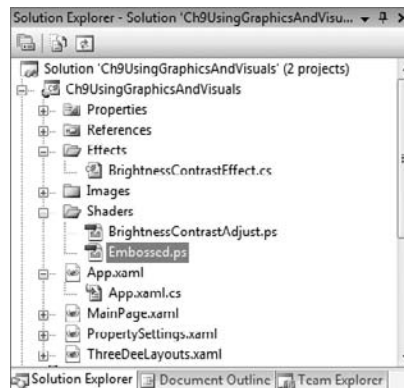 Solution Explorer - Solution 'Ch9UsingGraphicsAndVisu...
Solution 'Ch9UsingGraphicsAndVisuals' (2 projects)
Ch9UsingGraphicsAndVisuals
Properties
References
Effects
BrightnessContrastEffect.cs
Images
Shaders
BrightnessContrastAdjust.ps
Embossed.ps
App.xaml
App.xaml.cs
MainPage.xaml
PropertySettings.xaml
ThreeDeeLayouts.xaml
Solution Explorer Document Outline Team Explorer